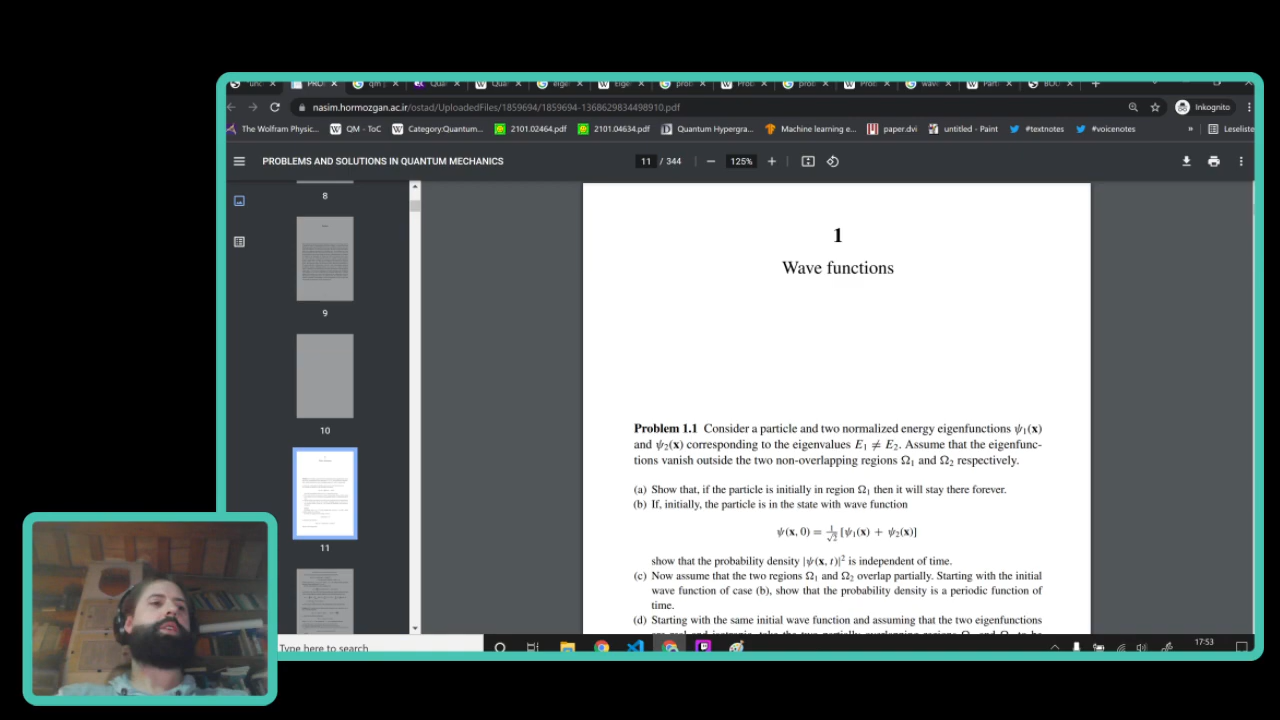 nasim.hormozgan.ac.ir/ostad/UploadedFiles/1859694/1859694-1368629834498910.pdf
Inkognito
The Wolfram Physic...
QM - ToC
Category:Quantum...
2101.02464.pdf
2101.04634.pdf
Quantum Hypergra...
Machine learning e...
paper.dvi
untitled - Paint
#textnotes
#voicenotes
»
Leseliste
PROBLEMS AND SOLUTIONS IN QUANTUM MECHANICS
11 / 344
125%
8
9
10
11
1
Wave functions
Problem 1.1 Consider a particle and two normalized energy eigenfunctions ψ₁(x)
and ψ₂(x) corresponding to the eigenvalues E₁ ≠ E₂. Assume that the eigenfunc-
tions vanish outside the two non-overlapping regions Ω₁ and Ω₂ respectively.
(a) Show that, if the particle is initially in region Ω₁ then it will stay there forever.
(b) If, initially, the particle is in the state with wave function
ψ(x, 0) = 1/√2 [ψ₁(x) + ψ₂(x)]
show that the probability density |ψ(x, t)|² is independent of time.
(c) Now assume that the two regions Ω₁ and Ω₂ overlap partially. Starting with the initial
wave function of case (b), show that the probability density is a periodic function of
time.
(d) Starting with the same initial wave function and assuming that the two eigenfunctions
Type here to search
17:53